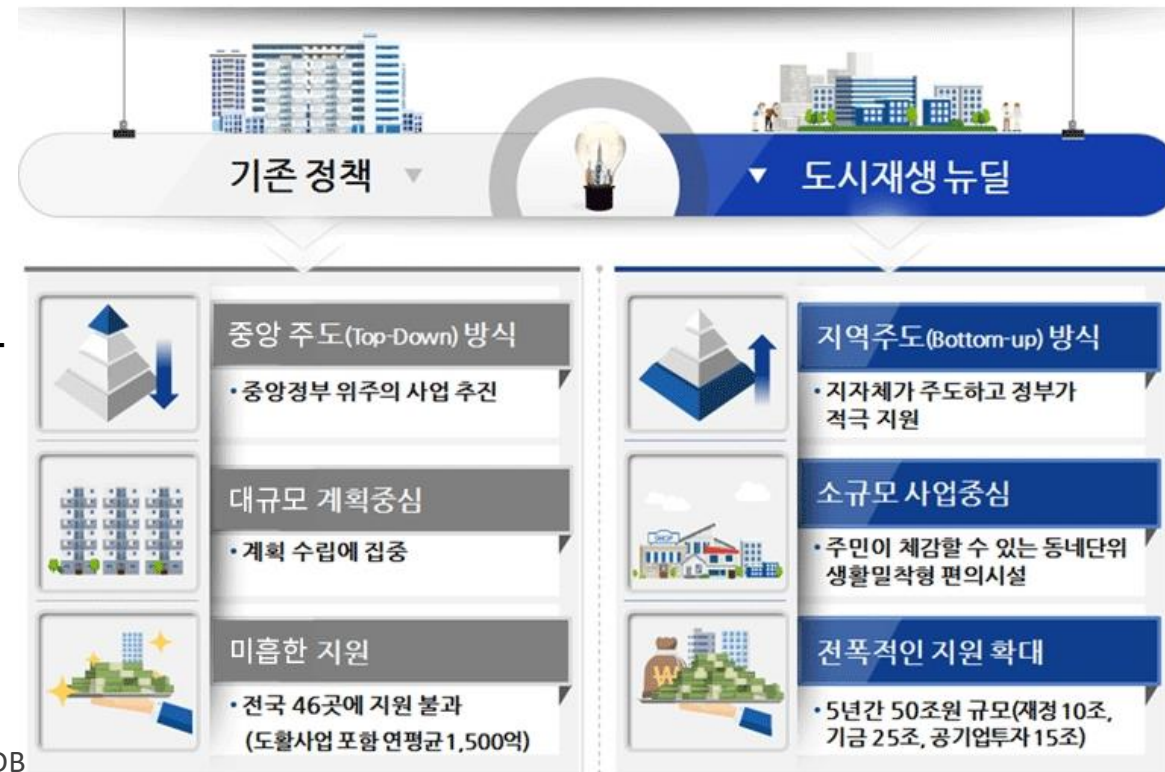 기존 정책
중앙 주도(Top-Down) 방식
• 중앙정부 위주의 사업 추진
대규모 계획중심
• 계획 수립에 집중
미흡한 지원
• 전국 46곳에 지원 불과
(도활사업 포함 연평균 1,500억)
도시재생 뉴딜
지역주도(Bottom-up) 방식
• 지자체가 주도하고 정부가
적극 지원
소규모 사업중심
SHOP
• 주민이 체감할 수 있는 동네단위
생활밀착형 편의시설
전폭적인 지원 확대
W
• 5년간 50조원 규모(재정 10조,
기금 25조, 공기업투자 15조)